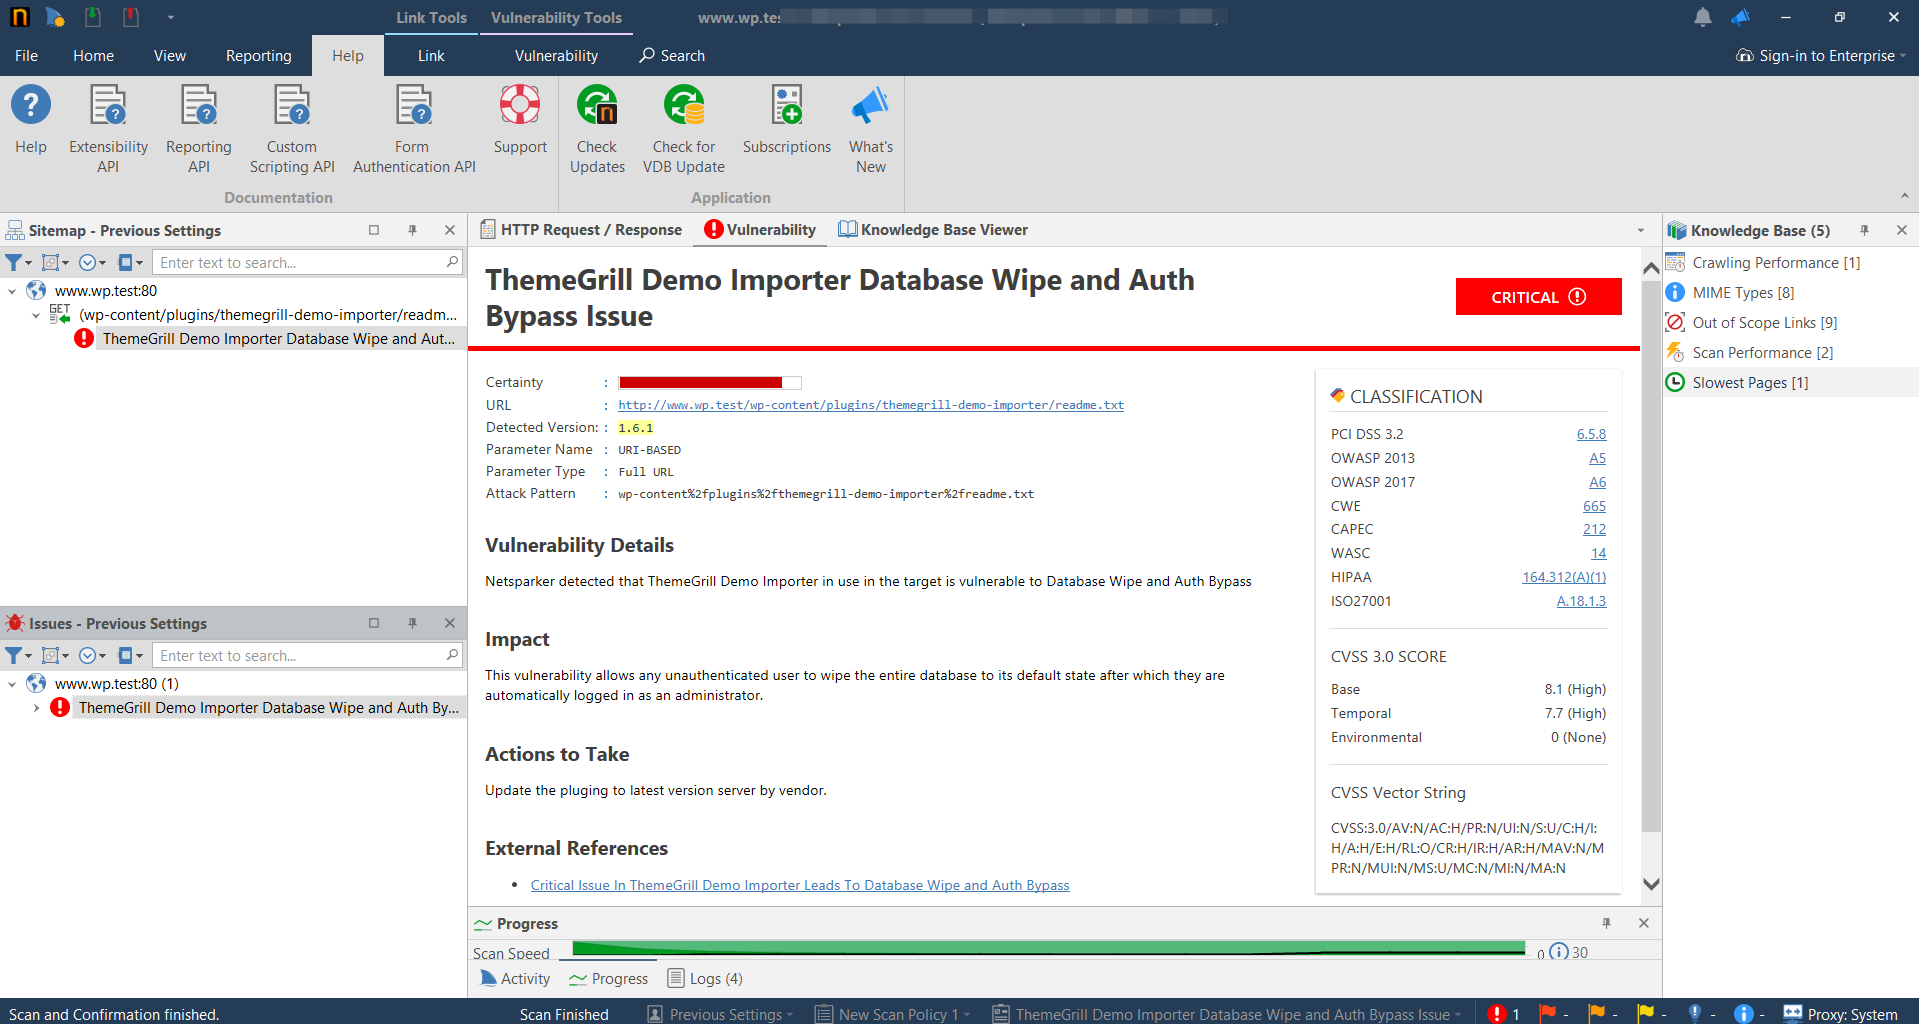 Link Tools Vulnerability Tools www.wp.tes
File Home View Reporting Help Link Vulnerability Search Sign-in to Enterprise
Help Extensibility API Reporting API Custom Scripting API Form Authentication API Support Check Updates Check for VDB Update Subscriptions What's New
Documentation Application
Sitemap - Previous Settings
Enter text to search...
www.wp.test:80
GET (wp-content/plugins/themegrill-demo-importer/readm...
ThemeGrill Demo Importer Database Wipe and Aut...
Issues - Previous Settings
Enter text to search...
www.wp.test:80 (1)
ThemeGrill Demo Importer Database Wipe and Auth By...
HTTP Request / Response Vulnerability Knowledge Base Viewer
ThemeGrill Demo Importer Database Wipe and Auth
Bypass Issue
CRITICAL
Certainty :
URL : http://www.wp.test/wp-content/plugins/themegrill-demo-importer/readme.txt
Detected Version: : 1.6.1
Parameter Name : URI-BASED
Parameter Type : Full URL
Attack Pattern : wp-content%2fplugins%2fthemegrill-demo-importer%2freadme.txt
Vulnerability Details
Netsparker detected that ThemeGrill Demo Importer in use in the target is vulnerable to Database Wipe and Auth Bypass
Impact
This vulnerability allows any unauthenticated user to wipe the entire database to its default state after which they are
automatically logged in as an administrator.
Actions to Take
Update the pluging to latest version server by vendor.
External References
• Critical Issue In ThemeGrill Demo Importer Leads To Database Wipe and Auth Bypass
CLASSIFICATION
PCI DSS 3.2 6.5.8
OWASP 2013 A5
OWASP 2017 A6
CWE 665
CAPEC 212
WASC 14
HIPAA 164.312(A)(1)
ISO27001 A.18.1.3
CVSS 3.0 SCORE
Base 8.1 (High)
Temporal 7.7 (High)
Environmental 0 (None)
CVSS Vector String
CVSS:3.0/AV:N/AC:H/PR:N/UI:N/S:U/C:H/I:
H/A:H/E:H/RL:O/CR:H/IR:H/AR:H/MAV:N/M
PR:N/MUI:N/MS:U/MC:N/MI:N/MA:N
Knowledge Base (5)
Crawling Performance [1]
MIME Types [8]
Out of Scope Links [9]
Scan Performance [2]
Slowest Pages [1]
Progress
Scan Speed 0 30
Activity Progress Logs (4)
Scan and Confirmation finished. Scan Finished Previous Settings New Scan Policy 1 ThemeGrill Demo Importer Database Wipe and Auth Bypass Issue 1 - - - - - Proxy: System